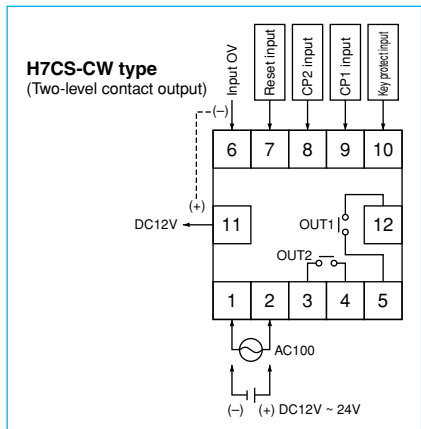 H7CS-CW type
(Two-level contact output)
Input OV
Reset input
CP2 input
CP1 input
Key protect input
(–)
6 7 8 9 10
(+)
DC12V
11
OUT1
12
OUT2
1 2 3 4 5
AC100
(–) (+) DC12V ~ 24V